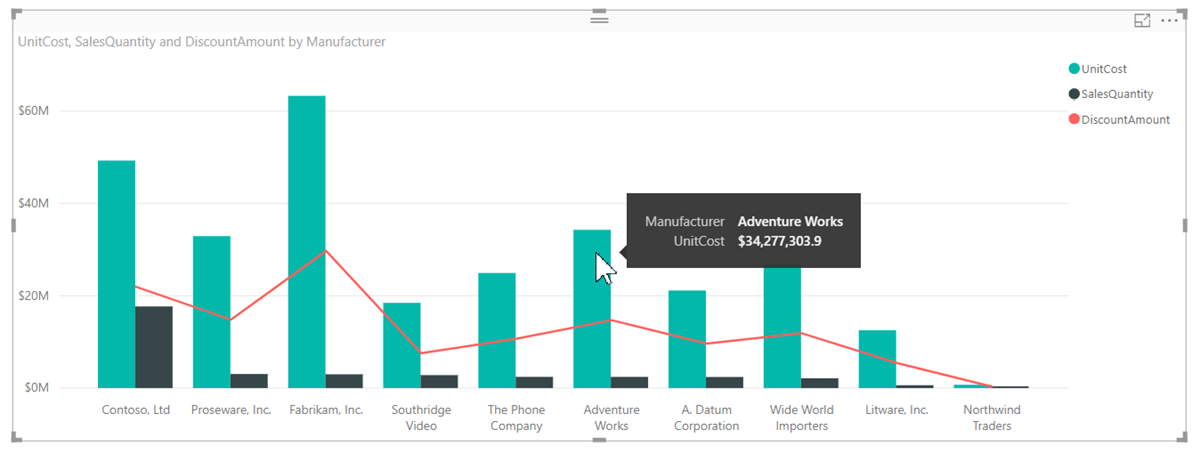 UnitCost, SalesQuantity and DiscountAmount by Manufacturer
UnitCost
SalesQuantity
DiscountAmount
$60M
$40M
$20M
$0M
Manufacturer Adventure Works
UnitCost $34,277,303.9
Contoso, Ltd
Proseware, Inc.
Fabrikam, Inc.
Southridge
Video
The Phone
Company
Adventure
Works
A. Datum
Corporation
Wide World
Importers
Litware, Inc.
Northwind
Traders